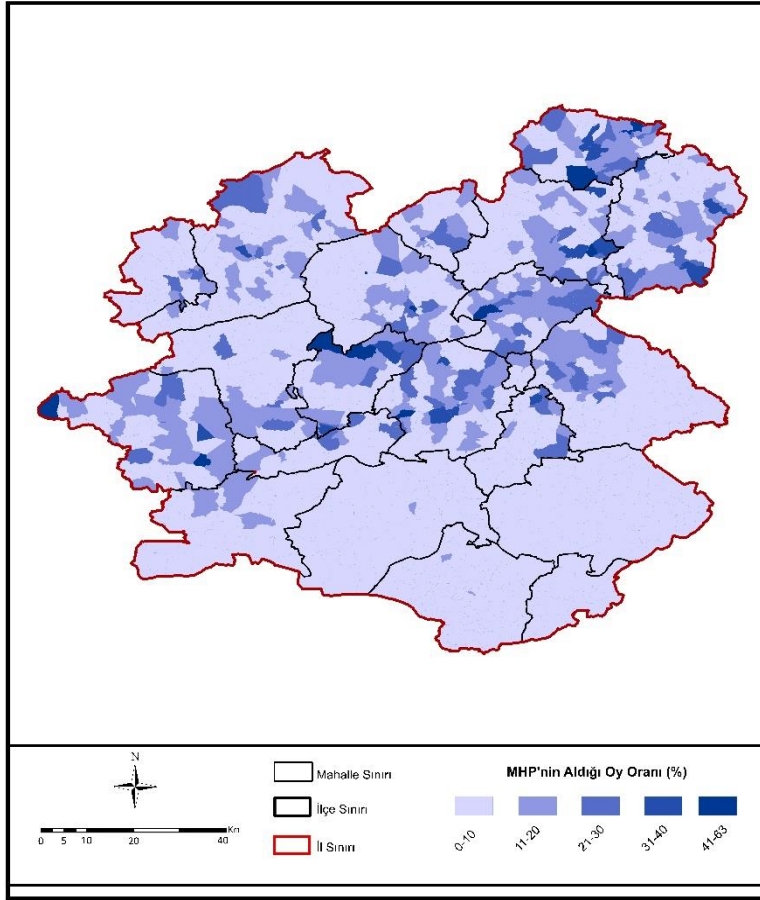 N
0 5 10 20 40
Km
Mahalle Sınırı
İlçe Sınırı
İl Sınırı
MHP'nin Aldığı Oy Oranı (%)
0-10
11-20
21-30
31-40
41-63